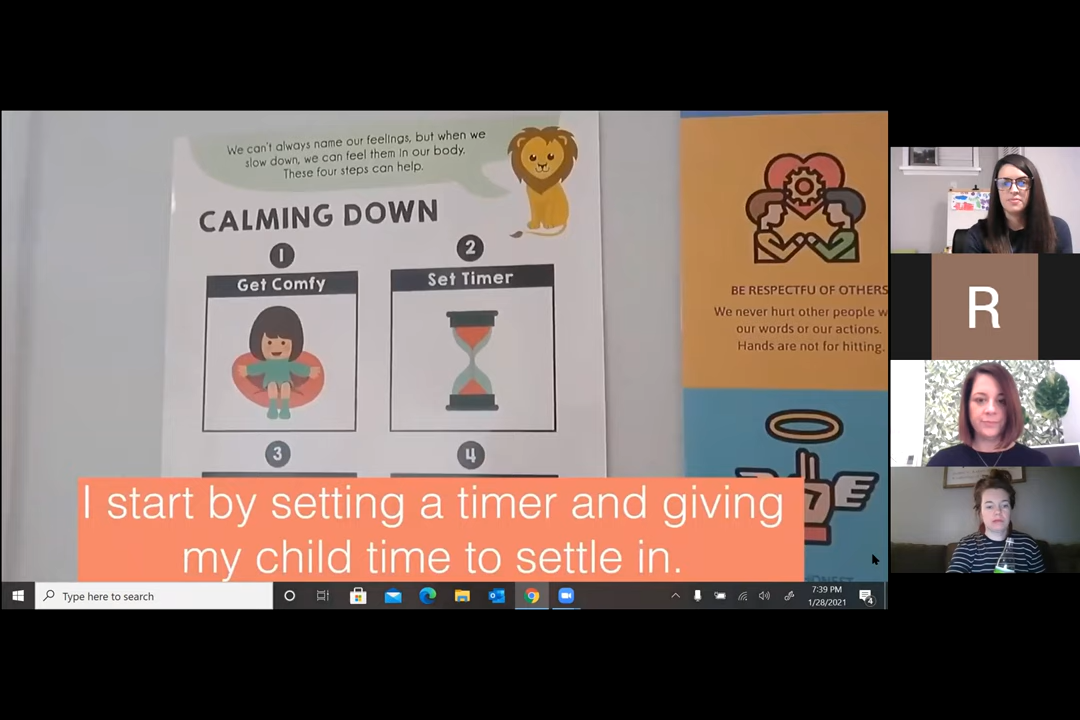 We can't always name our feelings, but when we
slow down, we can feel them in our body.
These four steps can help.
CALMING DOWN
1
2
Get Comfy
Set Timer
3
4
BE RESPECTFU OF OTHERS
We never hurt other people w
our words or our actions.
Hands are not for hitting.
I start by setting a timer and giving
my child time to settle in.
R
Type here to search
7:39 PM
1/28/2021
4